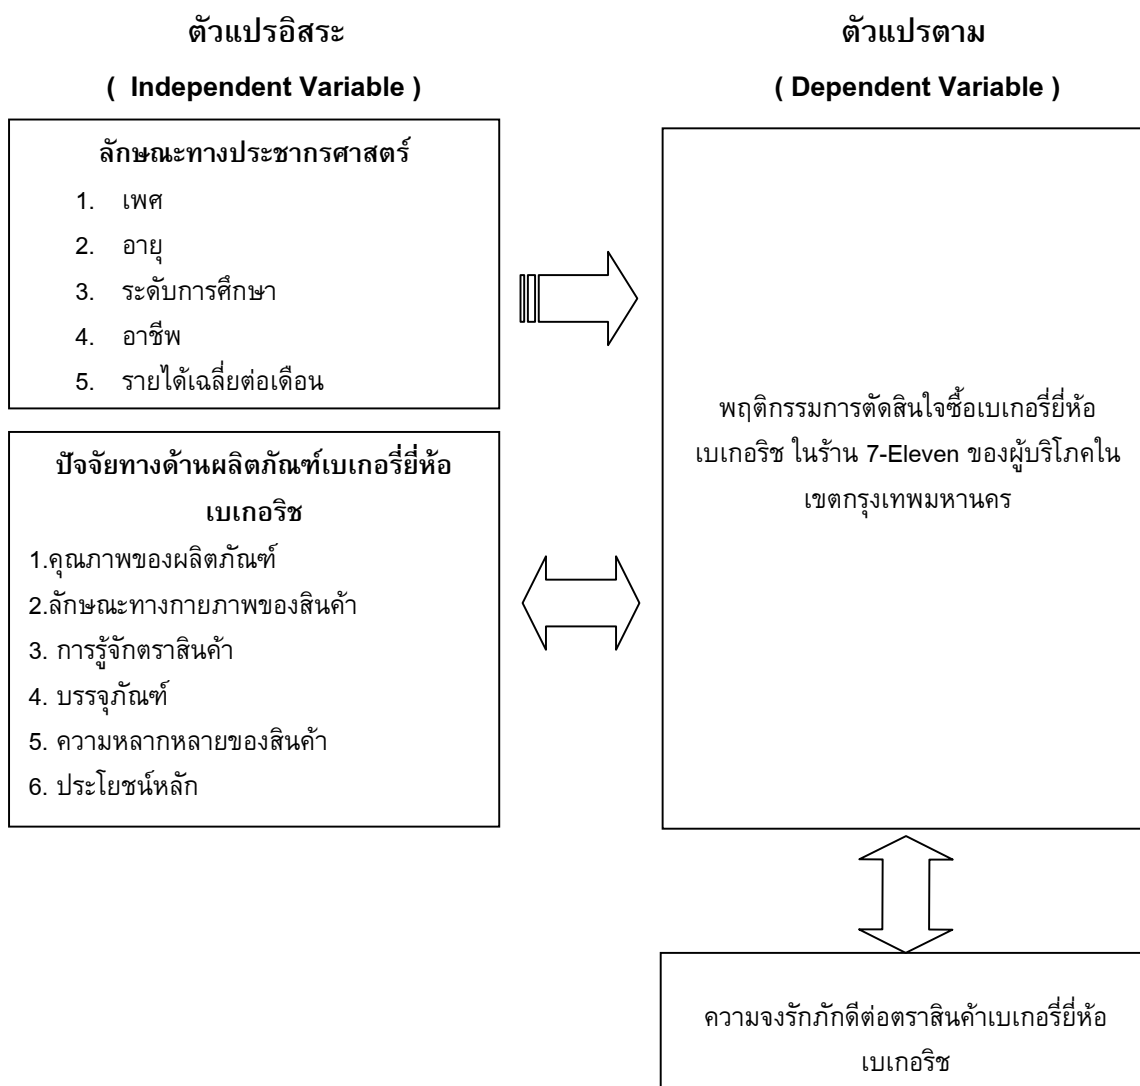 ตัวแปรอิสระ
( Independent Variable )
ลักษณะทางประชากรศาสตร์
1. เพศ
2. อายุ
3. ระดับการศึกษา
4. อาชีพ
5. รายได้เฉลี่ยต่อเดือน
ปัจจัยทางด้านผลิตภัณฑ์เบเกอรี่ยี่ห้อ
เบเกอริช
1.คุณภาพของผลิตภัณฑ์
2.ลักษณะทางกายภาพของสินค้า
3. การรู้จักตราสินค้า
4. บรรจุภัณฑ์
5. ความหลากหลายของสินค้า
6. ประโยชน์หลัก
ตัวแปรตาม
( Dependent Variable )
พฤติกรรมการตัดสินใจซื้อเบเกอรี่ยี่ห้อ
เบเกอริช ในร้าน 7-Eleven ของผู้บริโภคใน
เขตกรุงเทพมหานคร
ความจงรักภักดีต่อตราสินค้าเบเกอรี่ยี่ห้อ
เบเกอริช